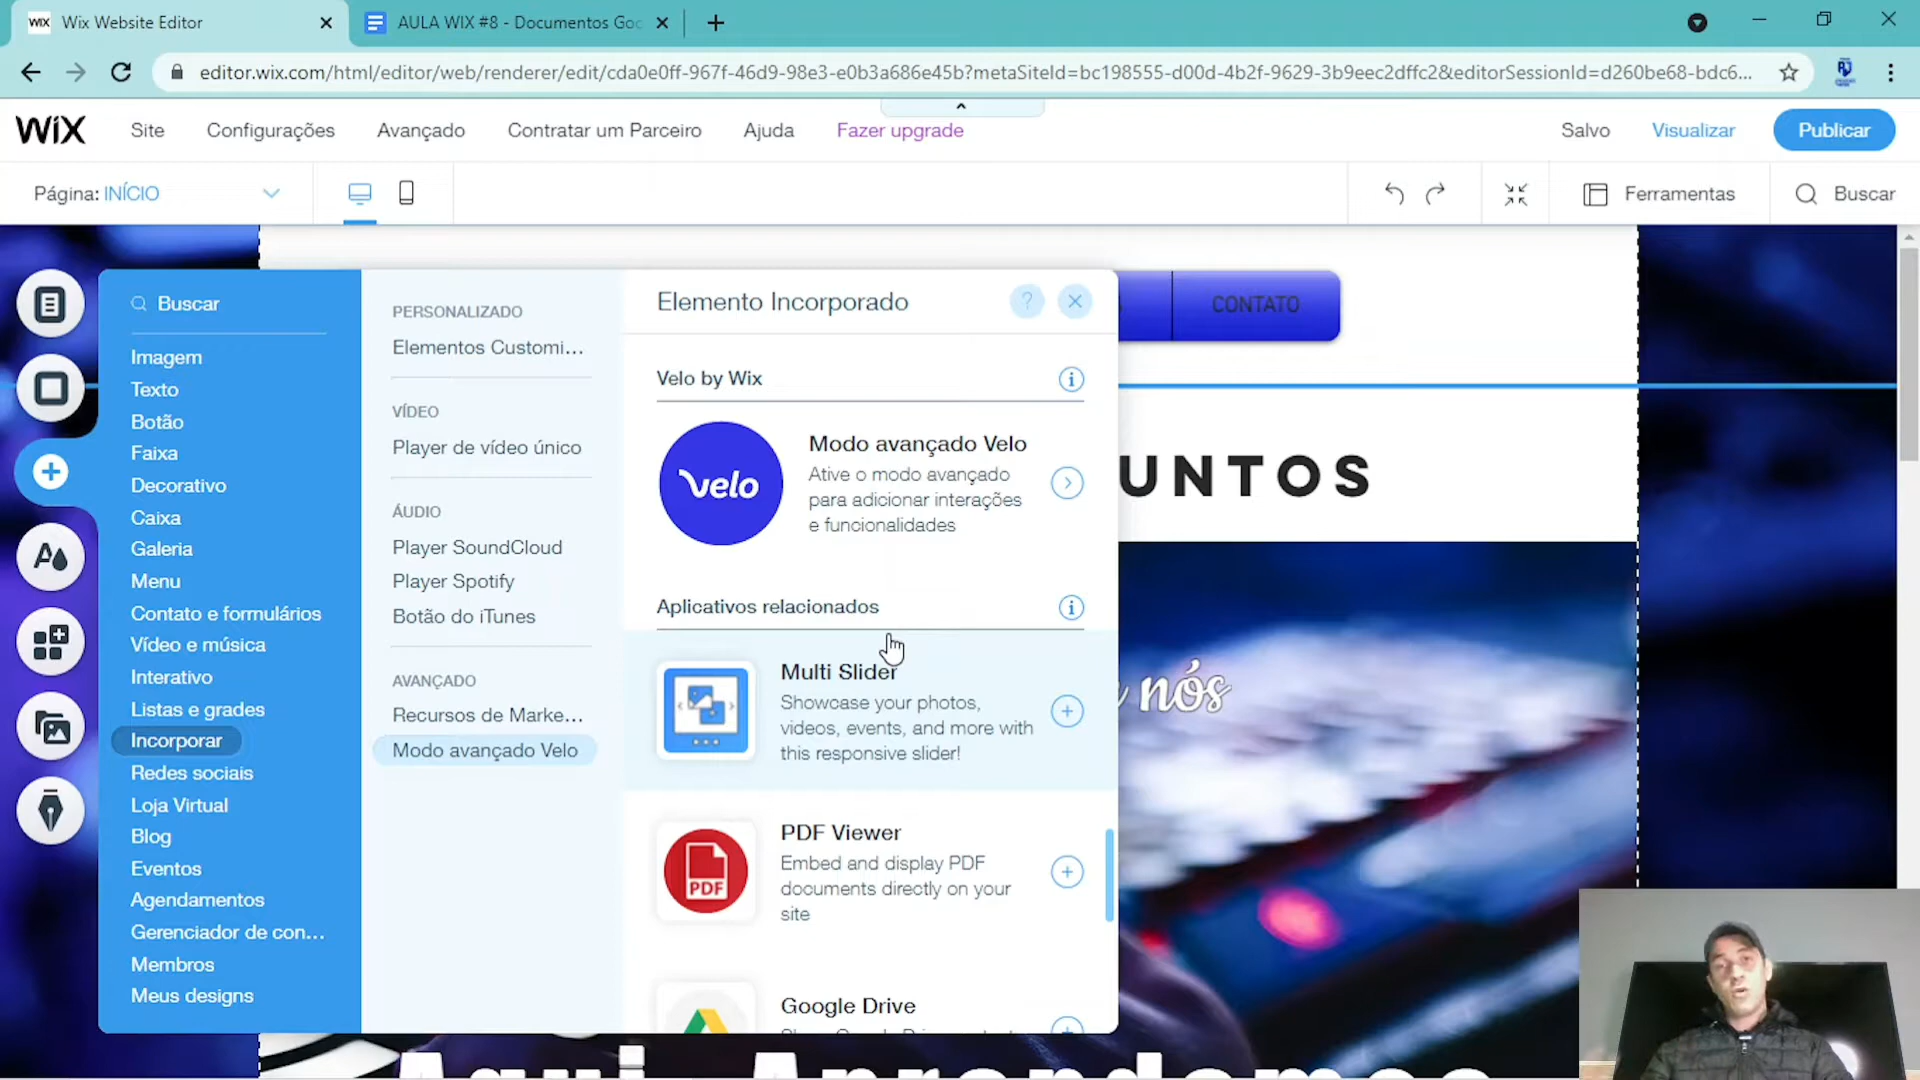 WIX Wix Website Editor
AULA WIX #8 - Documentos Goo
editor.wix.com/html/editor/web/renderer/edit/cda0e0ff-967f-46d9-98e3-e0b3a686e45b?metaSiteId=bc198555-d00d-4b2f-9629-3b9eec2dffc2&editorSessionId=d260be68-bdc6...
WiX Site Configurações Avançado Contratar um Parceiro Ajuda Fazer upgrade Salvo Visualizar Publicar
Página: INÍCIO Ferramentas Buscar
Buscar
Imagem
Texto
Botão
Faixa
Decorativo
Caixa
Galeria
Menu
Contato e formulários
Vídeo e música
Interativo
Listas e grades
Incorporar
Redes sociais
Loja Virtual
Blog
Eventos
Agendamentos
Gerenciador de con...
Membros
Meus designs
PERSONALIZADO
Elementos Customi...
VÍDEO
Player de vídeo único
ÁUDIO
Player SoundCloud
Player Spotify
Botão do iTunes
AVANÇADO
Recursos de Marke...
Modo avançado Velo
Elemento Incorporado ?
Velo by Wix
velo
Modo avançado Velo
Ative o modo avançado
para adicionar interações
e funcionalidades
Aplicativos relacionados
Multi Slider
Showcase your photos,
videos, events, and more with
this responsive slider!
PDF
PDF Viewer
Embed and display PDF
documents directly on your
site
Google Drive
CONTATO
UNTOS
nós
Aqui Aprendemos